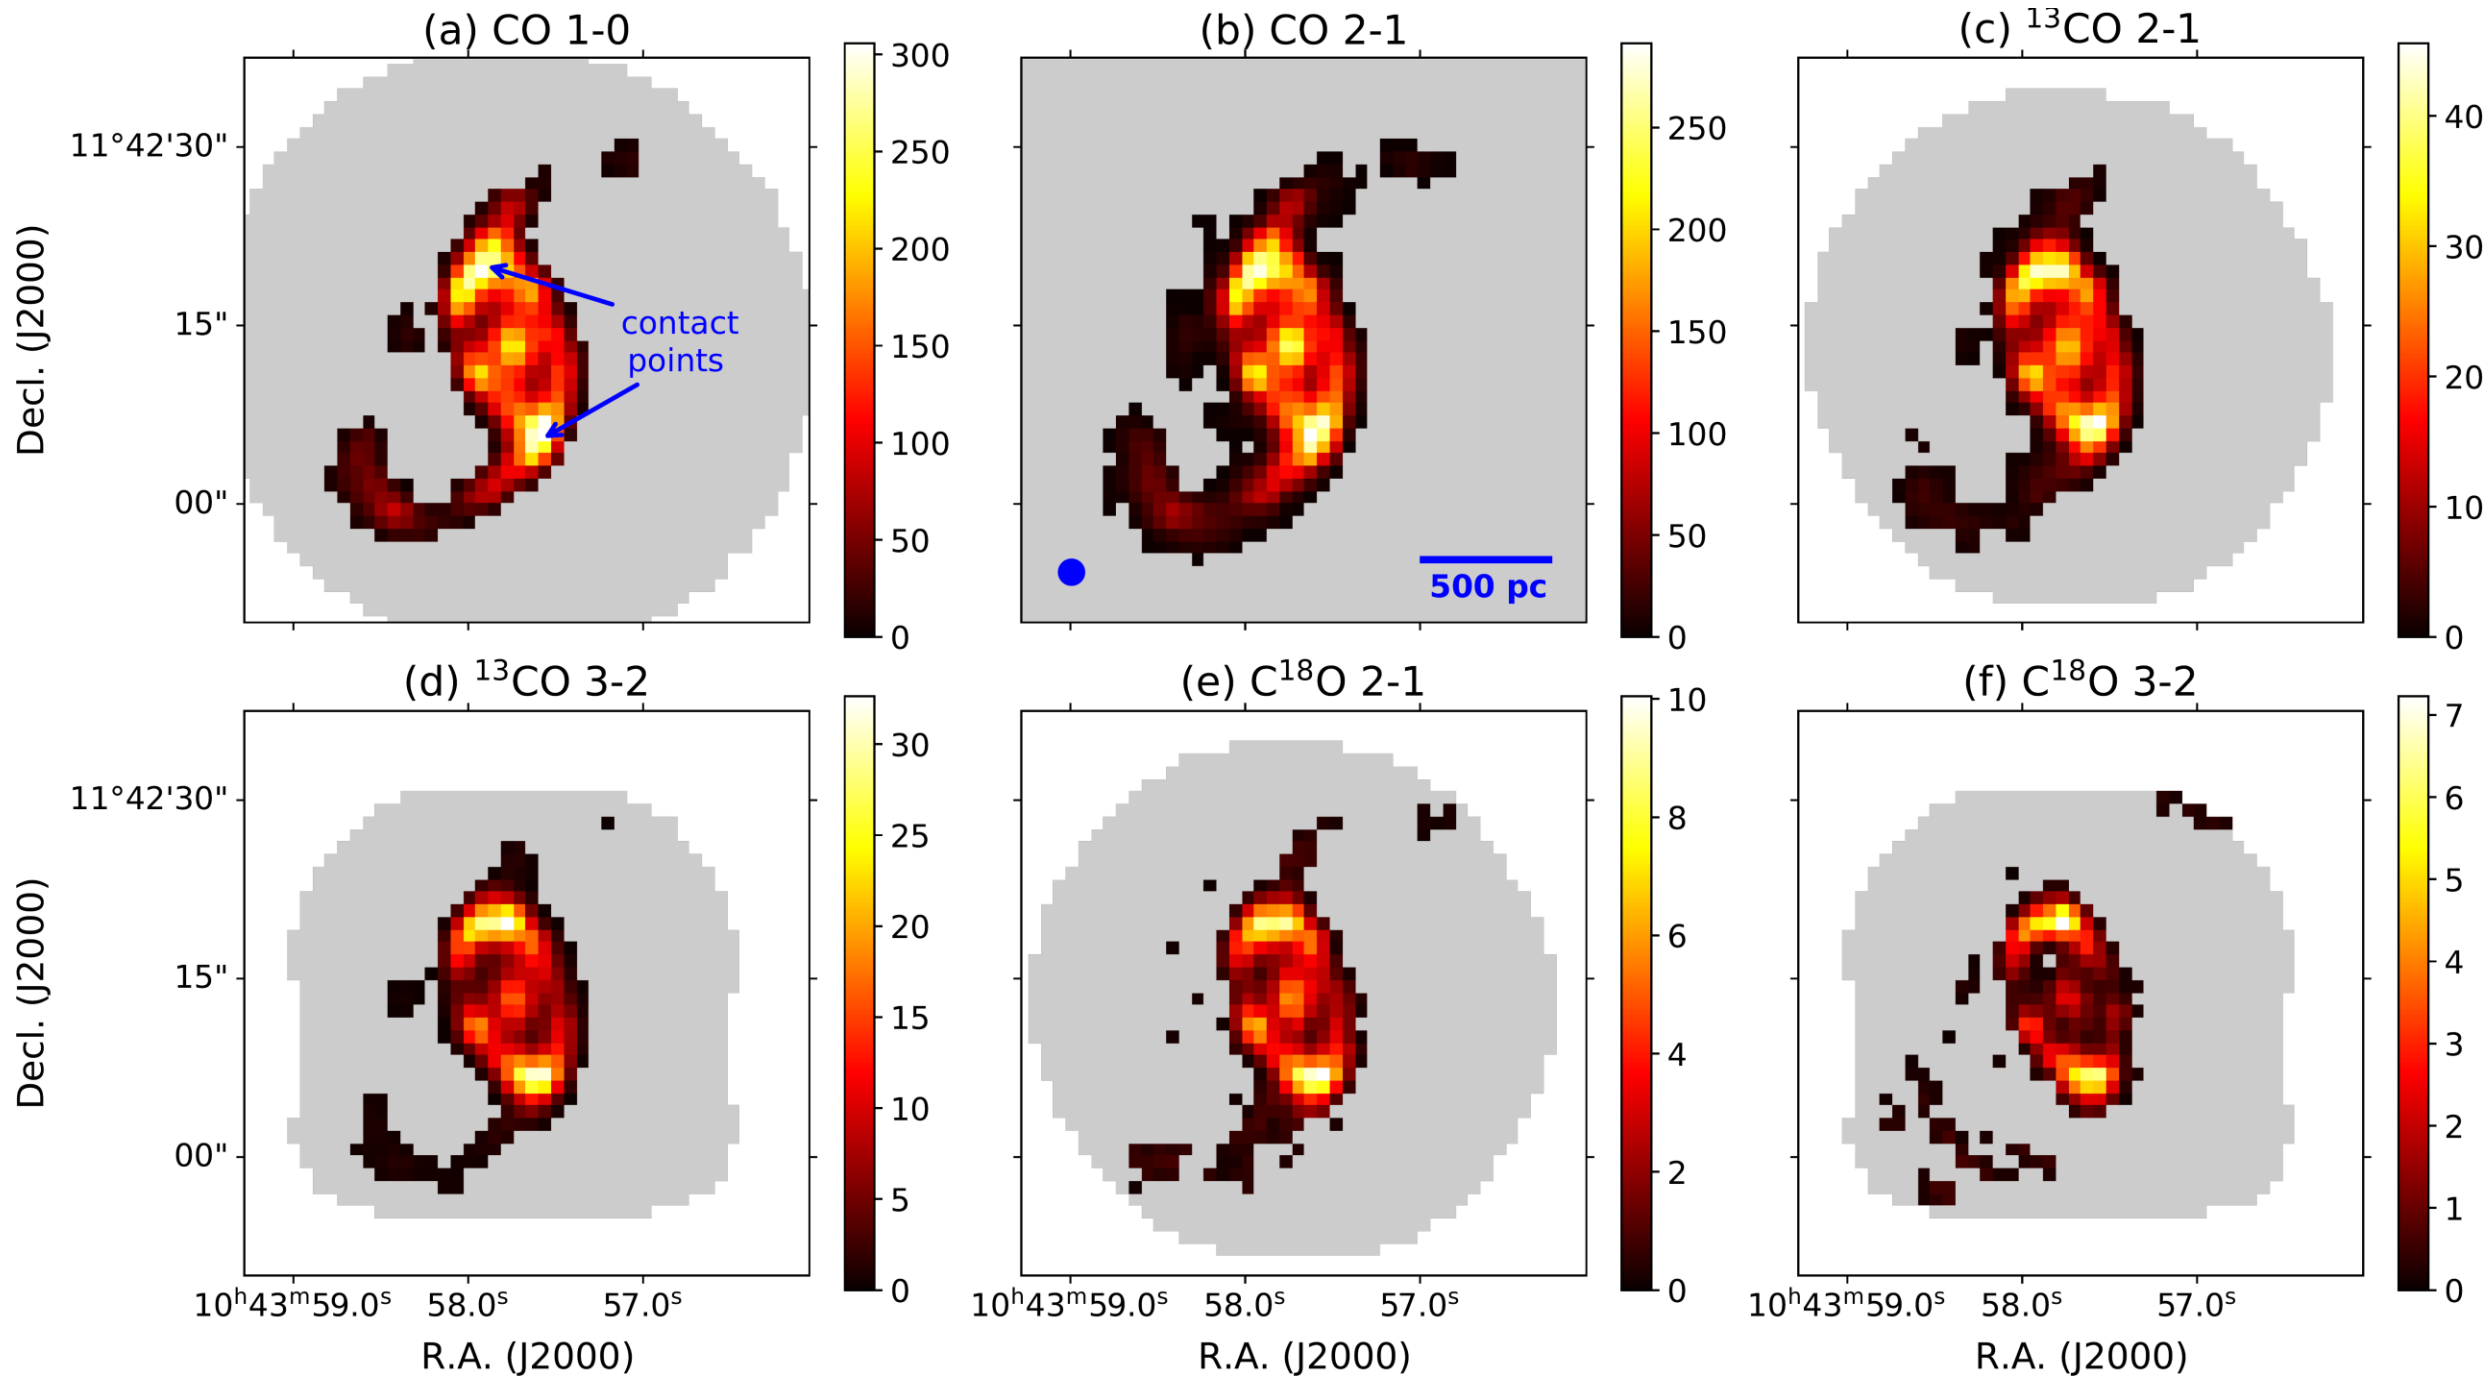 (a) CO 1-0
(b) CO 2-1
(c) ¹³CO 2-1
Decl. (J2000)
11°42'30"
15"
00"
contact
points
300
250
200
150
100
50
0
500 pc
250
200
150
100
50
0
40
30
20
10
0
(d) ¹³CO 3-2
(e) C¹⁸O 2-1
(f) C¹⁸O 3-2
Decl. (J2000)
11°42'30"
15"
00"
30
25
20
15
10
5
0
10
8
6
4
2
0
7
6
5
4
3
2
1
0
10ʰ43ᵐ59.0ˢ 58.0ˢ 57.0ˢ
10ʰ43ᵐ59.0ˢ 58.0ˢ 57.0ˢ
10ʰ43ᵐ59.0ˢ 58.0ˢ 57.0ˢ
R.A. (J2000)
R.A. (J2000)
R.A. (J2000)